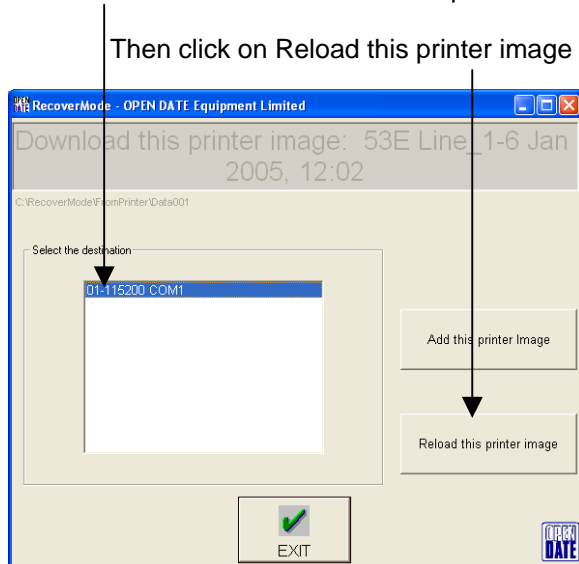 Then click on Reload this printer image
RecoverMode - OPEN DATE Equipment Limited
Download this printer image: 53E Line_1-6 Jan
2005, 12:02
C:\RecoverMode\FromPrinter\Data001
Select the destination
01-115200 COM1
Add this printer Image
Reload this printer image
EXIT
OPEN
DATE